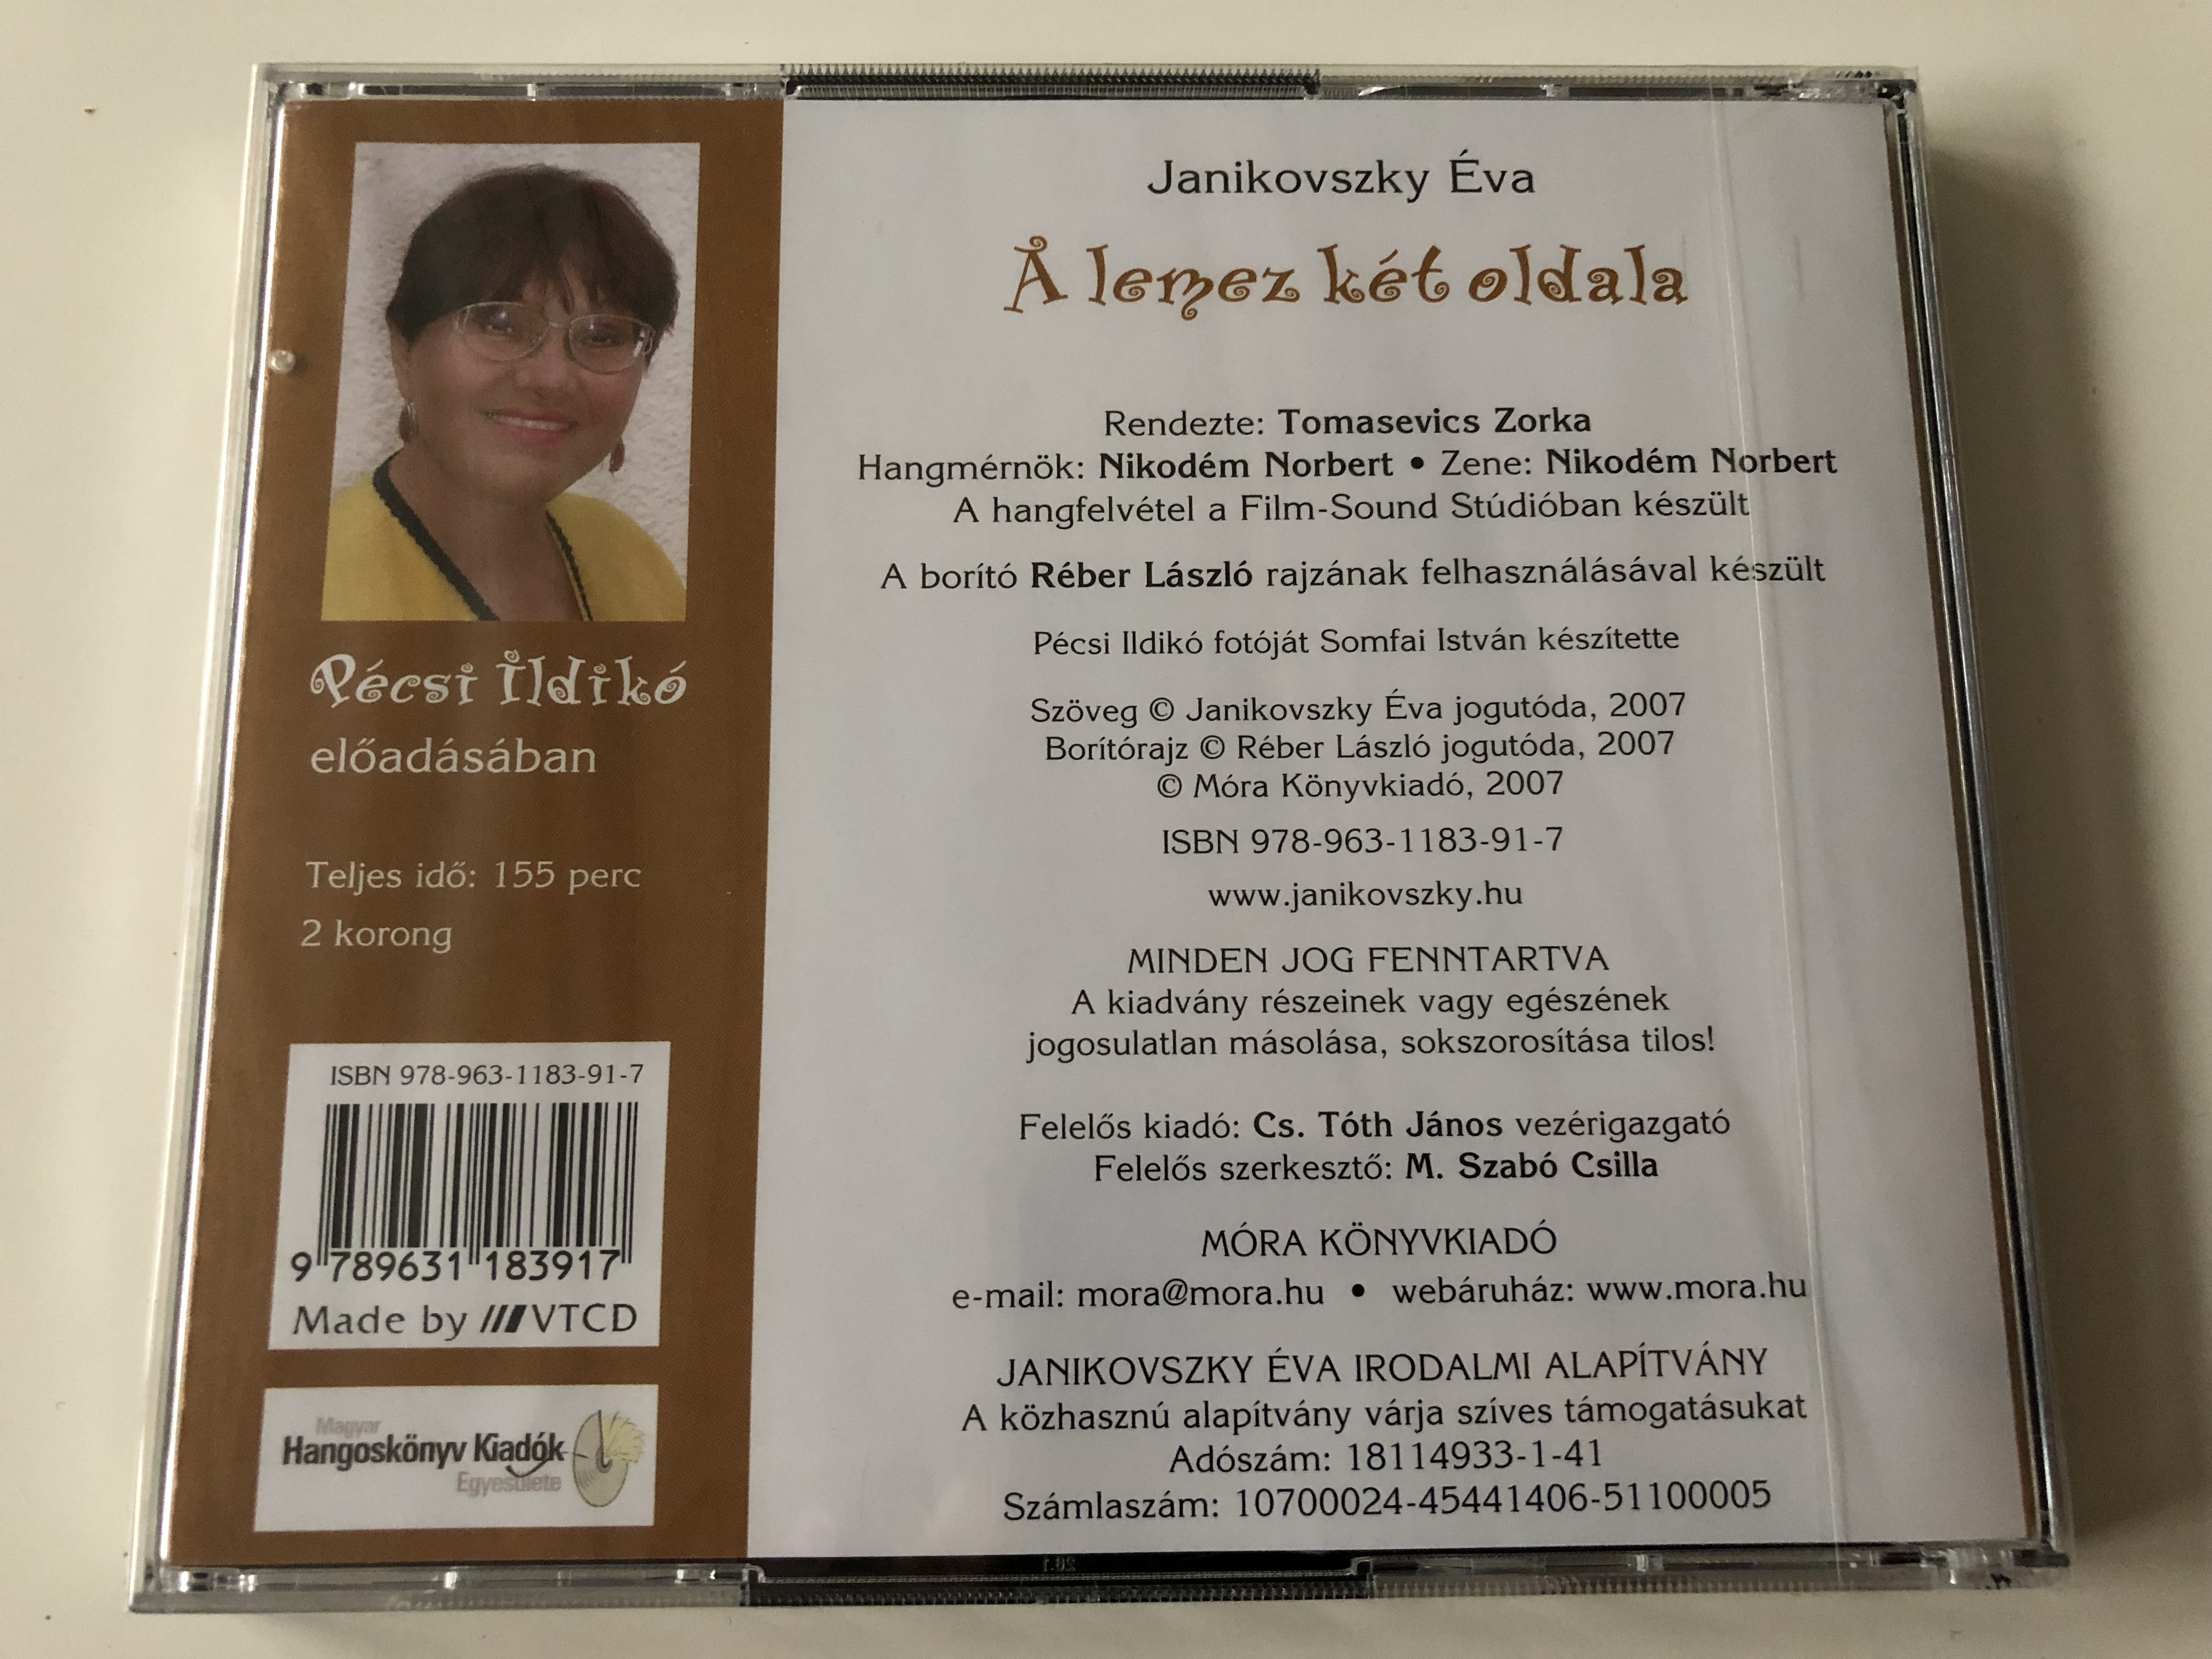 Pécsi Ildikó
előadásában
Teljes idő: 155 perc
2 korong
ISBN 978-963-1183-91-7
9 789631 183917
Made by VTCD
Magyar
Hangoskönyv Kiadók
Egyesülete
Janikovszky Éva
A lemez két oldala
Rendezte: Tomasevics Zorka
Hangmérnök: Nikodém Norbert • Zene: Nikodém Norbert
A hangfelvétel a Film-Sound Stúdióban készült
A borító Réber László rajzának felhasználásával készült
Pécsi Ildikó fotóját Somfai István készítette
Szöveg © Janikovszky Éva jogutóda, 2007
Borítórajz © Réber László jogutóda, 2007
© Móra Könyvkiadó, 2007
ISBN 978-963-1183-91-7
www.janikovszky.hu
MINDEN JOG FENNTARTVA
A kiadvány részeinek vagy egészének
jogosulatlan másolása, sokszorosítása tilos!
Felelős kiadó: Cs. Tóth János vezérigazgató
Felelős szerkesztő: M. Szabó Csilla
MÓRA KÖNYVKIADÓ
e-mail: mora@mora.hu • webáruház: www.mora.hu
JANIKOVSZKY ÉVA IRODALMI ALAPÍTVÁNY
A közhasznú alapítvány várja szíves támogatásukat
Adószám: 18114933-1-41
Számlaszám: 10700024-45441406-51100005